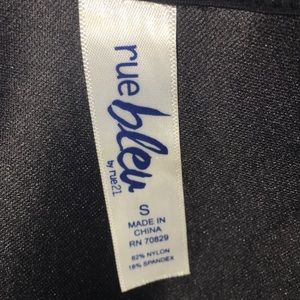 rue
bleu
by rue21
S
MADE IN
CHINA
RN 70829
82% NYLON
18% SPANDEX